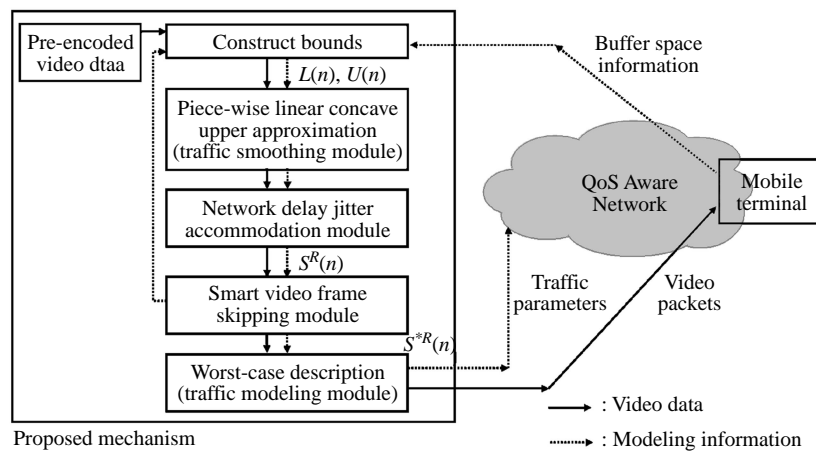 Pre-encoded
video dtaa
Construct bounds
L(n), U(n)
Piece-wise linear concave
upper approximation
(traffic smoothing module)
Network delay jitter
accommodation module
S^R(n)
Smart video frame
skipping module
S^{*R}(n)
Worst-case description
(traffic modeling module)
Proposed mechanism
Buffer space
information
QoS Aware
Network
Mobile
terminal
Traffic
parameters
Video
packets
: Video data
: Modeling information